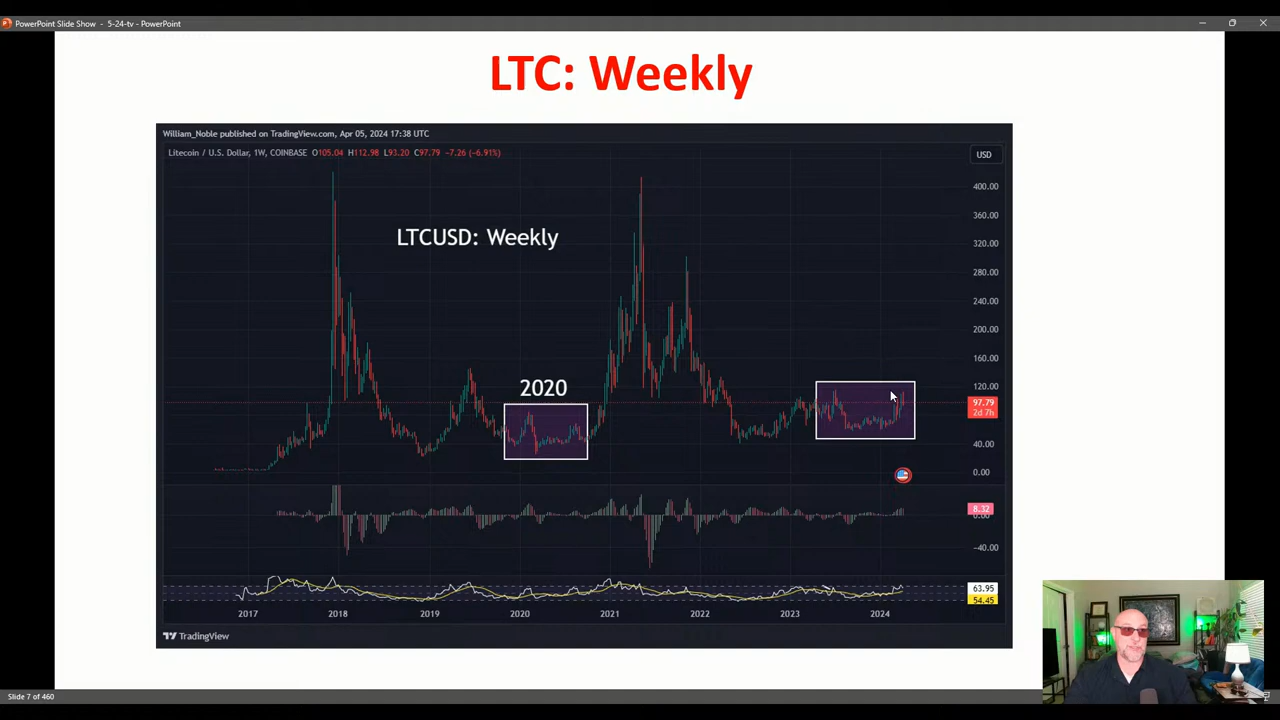 PowerPoint Slide Show - 5-24-tv - PowerPoint
LTC: Weekly
William_Noble published on TradingView.com, Apr 05, 2024 17:38 UTC
Litecoin / U.S. Dollar, 1W, COINBASE O105.04 H112.98 L93.20 C97.79 −7.26 (−6.91%)
USD
400.00
360.00
320.00
LTCUSD: Weekly
280.00
240.00
200.00
160.00
120.00
2020
97.79
2d 7h
40.00
0.00
8.32
0.00
−40.00
63.95
54.45
2017 2018 2019 2020 2021 2022 2023 2024
TradingView
Slide 7 of 460